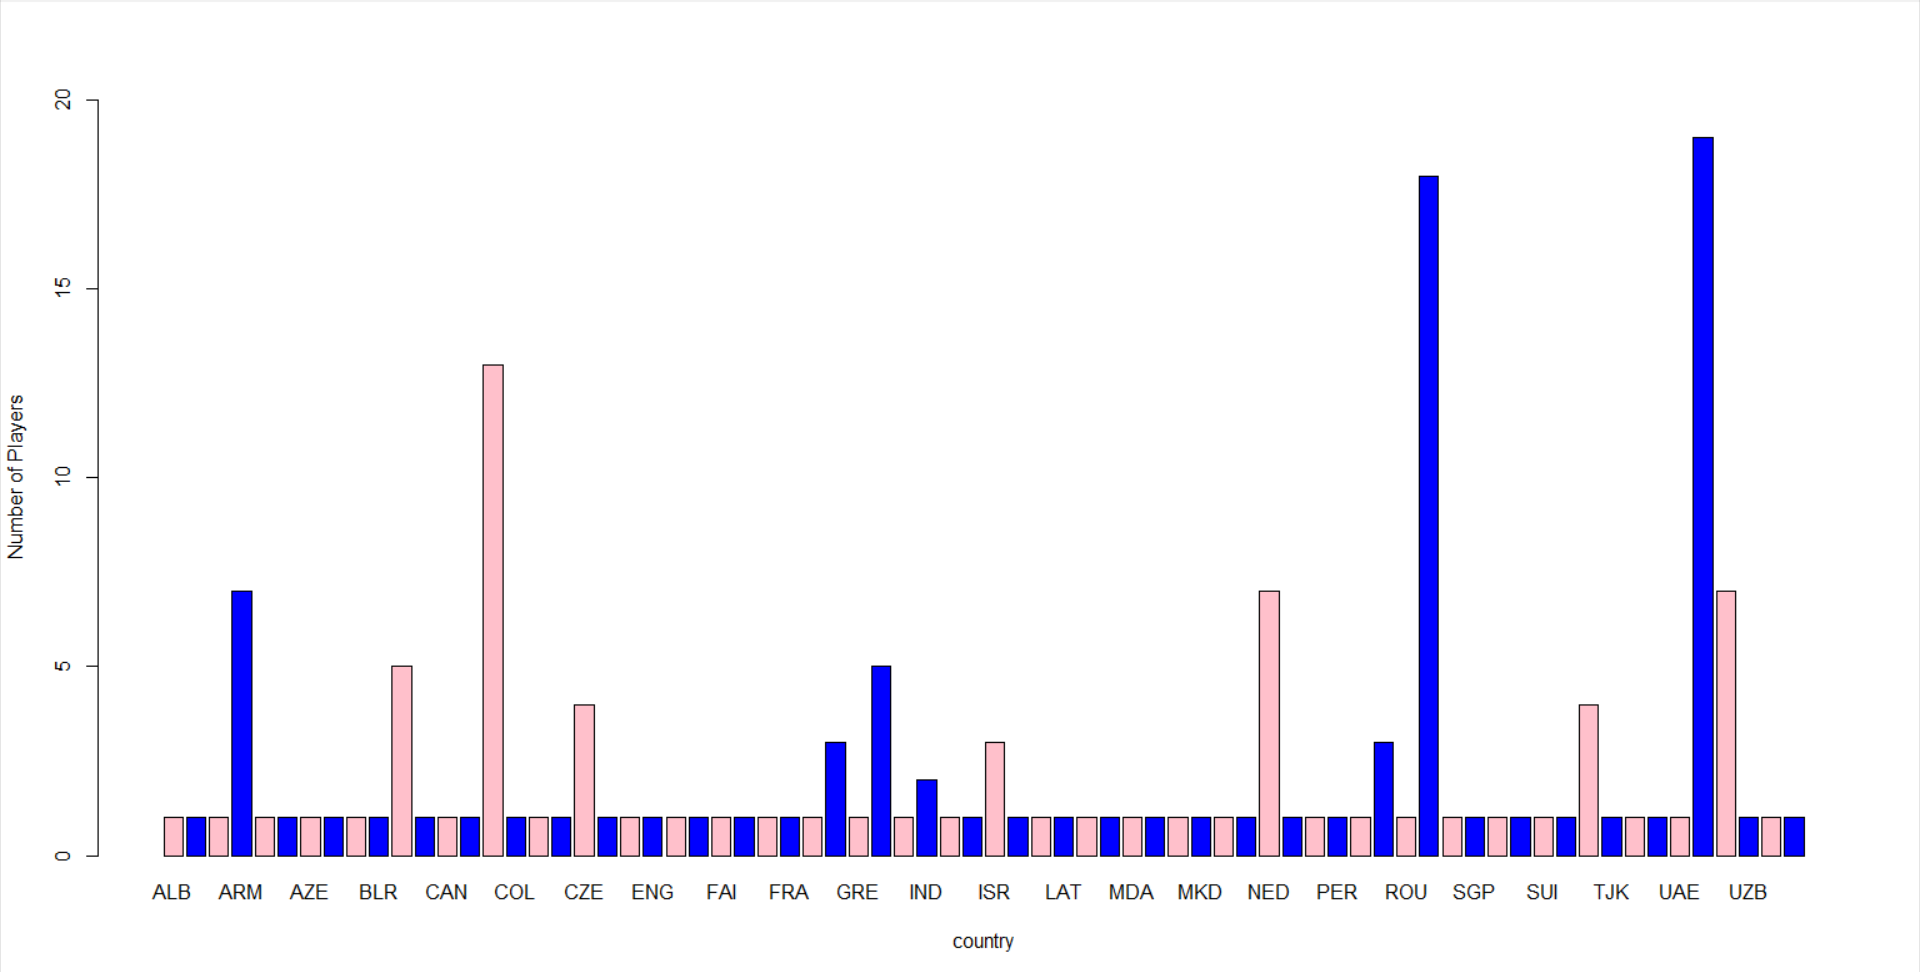 20
15
10
5
0
Number of Players
ALB ARM AZE BLR CAN COL CZE ENG FAI FRA GRE IND ISR LAT MDA MKD NED PER ROU SGP SUI TJK UAE UZB
country